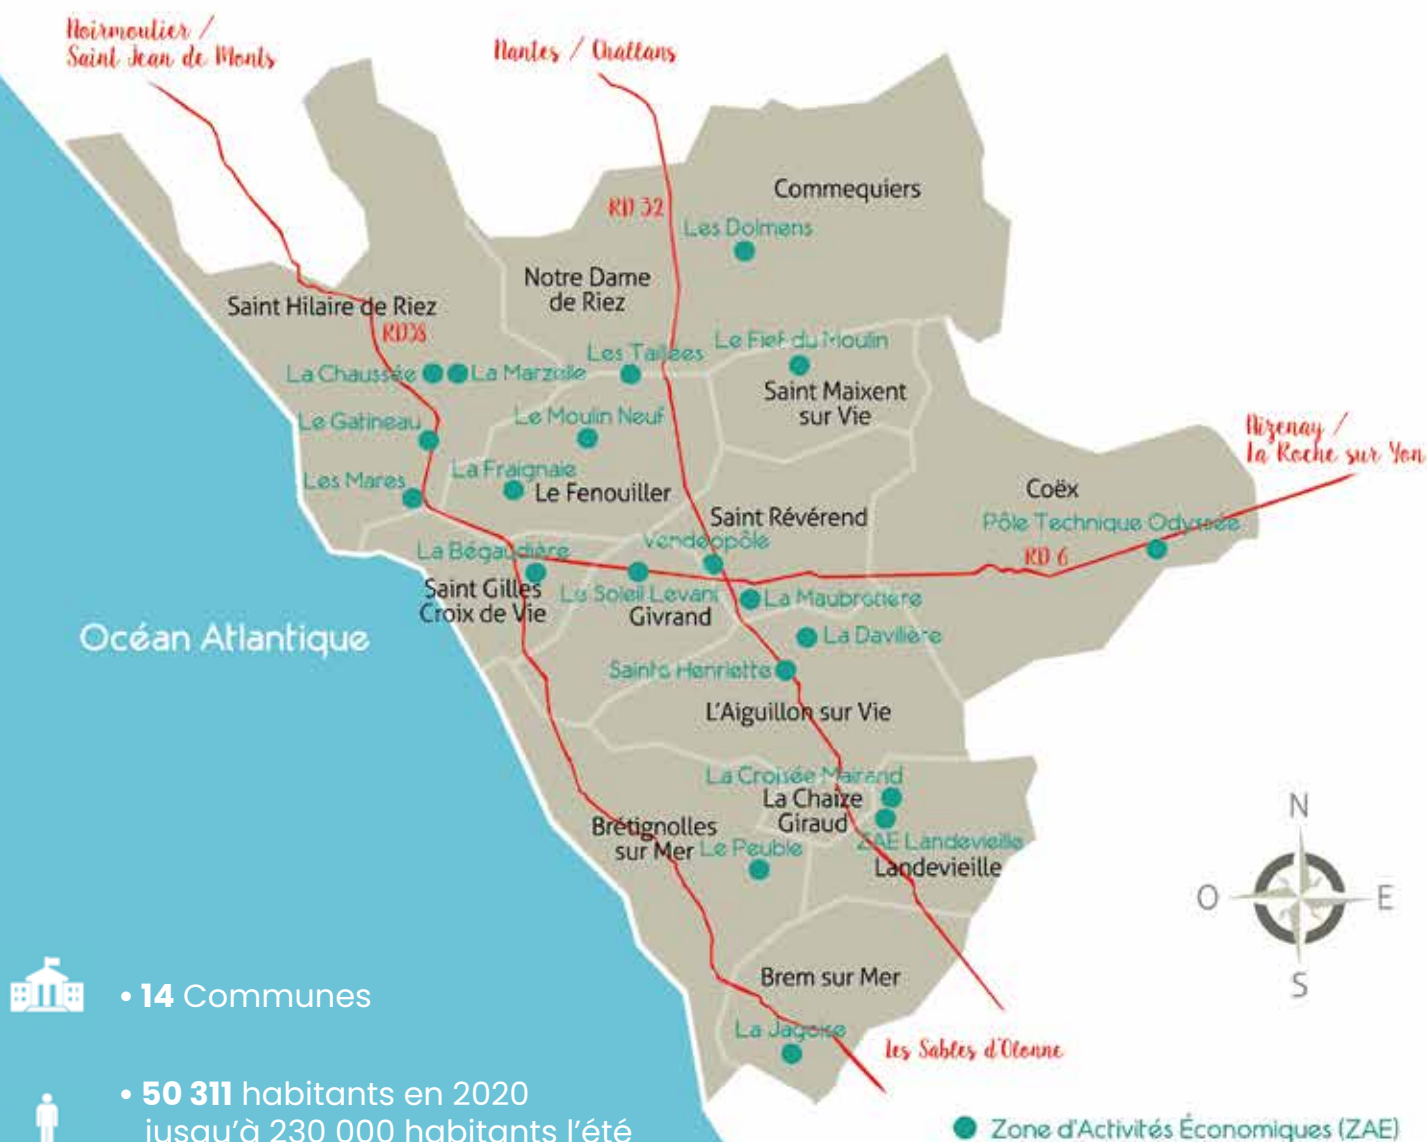 Noirmoutier /
Saint Jean de Monts
Nantes / Challans
Commequiers
RD 32
Les Dolmens
Notre Dame
de Riez
Saint Hilaire de Riez
RD38
Le Fief du Moulin
Les Taillées
La Chaussée
La Marzelle
Saint Maixent
sur Vie
Le Gatineau
Le Moulin Neuf
Aizenay /
La Roche sur Yon
La Fraignaie
Les Mares
Le Fenouiller
Coëx
Saint Révérend
Pôle Technique Odyssée
Vendéopôle
La Bégaudière
RD 6
Saint Gilles
Croix de Vie
Le Soleil Levant
La Maubretière
Givrand
Océan Atlantique
La Davilière
Sainte Henriette
L'Aiguillon sur Vie
La Croisée Mairand
La Chaize
Giraud
Brétignolles
sur Mer
Le Peuble
ZAE Landevieille
Landevieille
N
O
E
S
Brem sur Mer
• 14 Communes
La Jagoise
Les Sables d'Olonne
• 50 311 habitants en 2020
jusqu'à 230 000 habitants l'été
Zone d'Activités Économiques (ZAE)